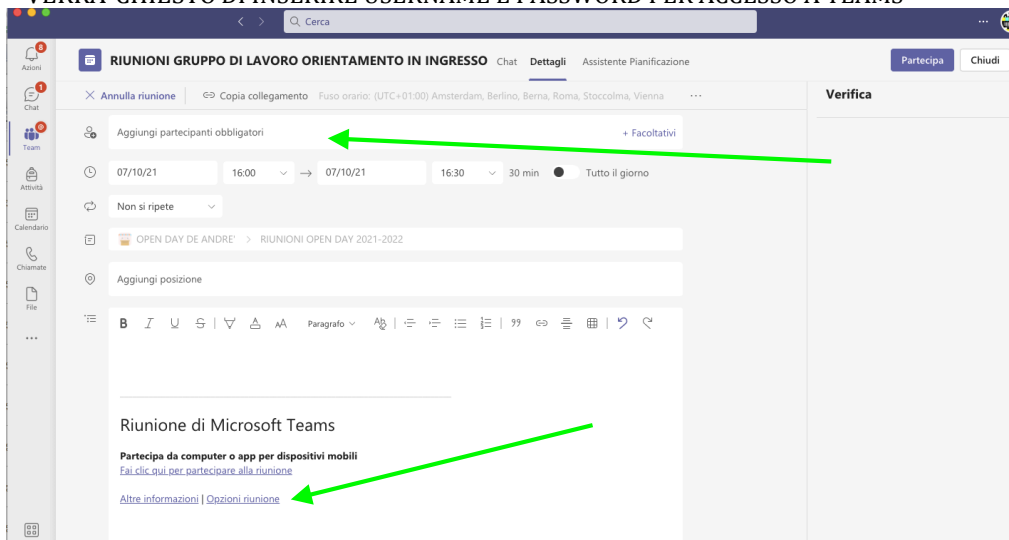 VERRA' CHIESTO DI INSERIRE USERNAME E PASSWORD PER ACCESSO A TEAMS
Cerca
8
Azioni
RIUNIONI GRUPPO DI LAVORO ORIENTAMENTO IN INGRESSO Chat Dettagli Assistente Pianificazione
Partecipa Chiudi
1
Chat
Annulla riunione Copia collegamento Fuso orario: (UTC+01:00) Amsterdam, Berlino, Berna, Roma, Stoccolma, Vienna ...
Verifica
Team
Aggiungi partecipanti obbligatori + Facoltativi
Attività
07/10/21 16:00 → 07/10/21 16:30 30 min Tutto il giorno
Calendario
Non si ripete
OPEN DAY DE ANDRE' > RIUNIONI OPEN DAY 2021-2022
Chiamate
Aggiungi posizione
File
B I U S Paragrafo
Riunione di Microsoft Teams
Partecipa da computer o app per dispositivi mobili
Fai clic qui per partecipare alla riunione
Altre informazioni | Opzioni riunione